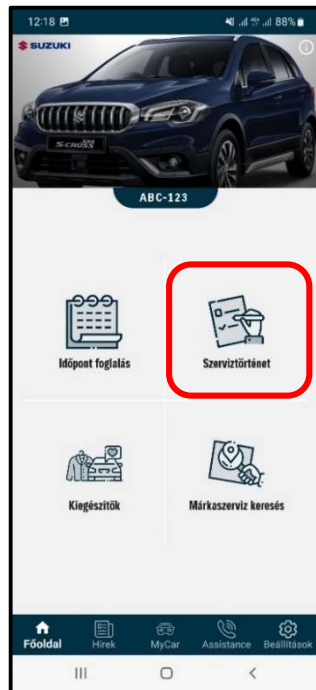 12:18 88%
SUZUKI
S-CROSS
ABC-123
Időpont foglalás
Szerviztörténet
Kiegészítők
Márkaszerviz keresés
Főoldal Hírek MyCar Assistance Beállítások